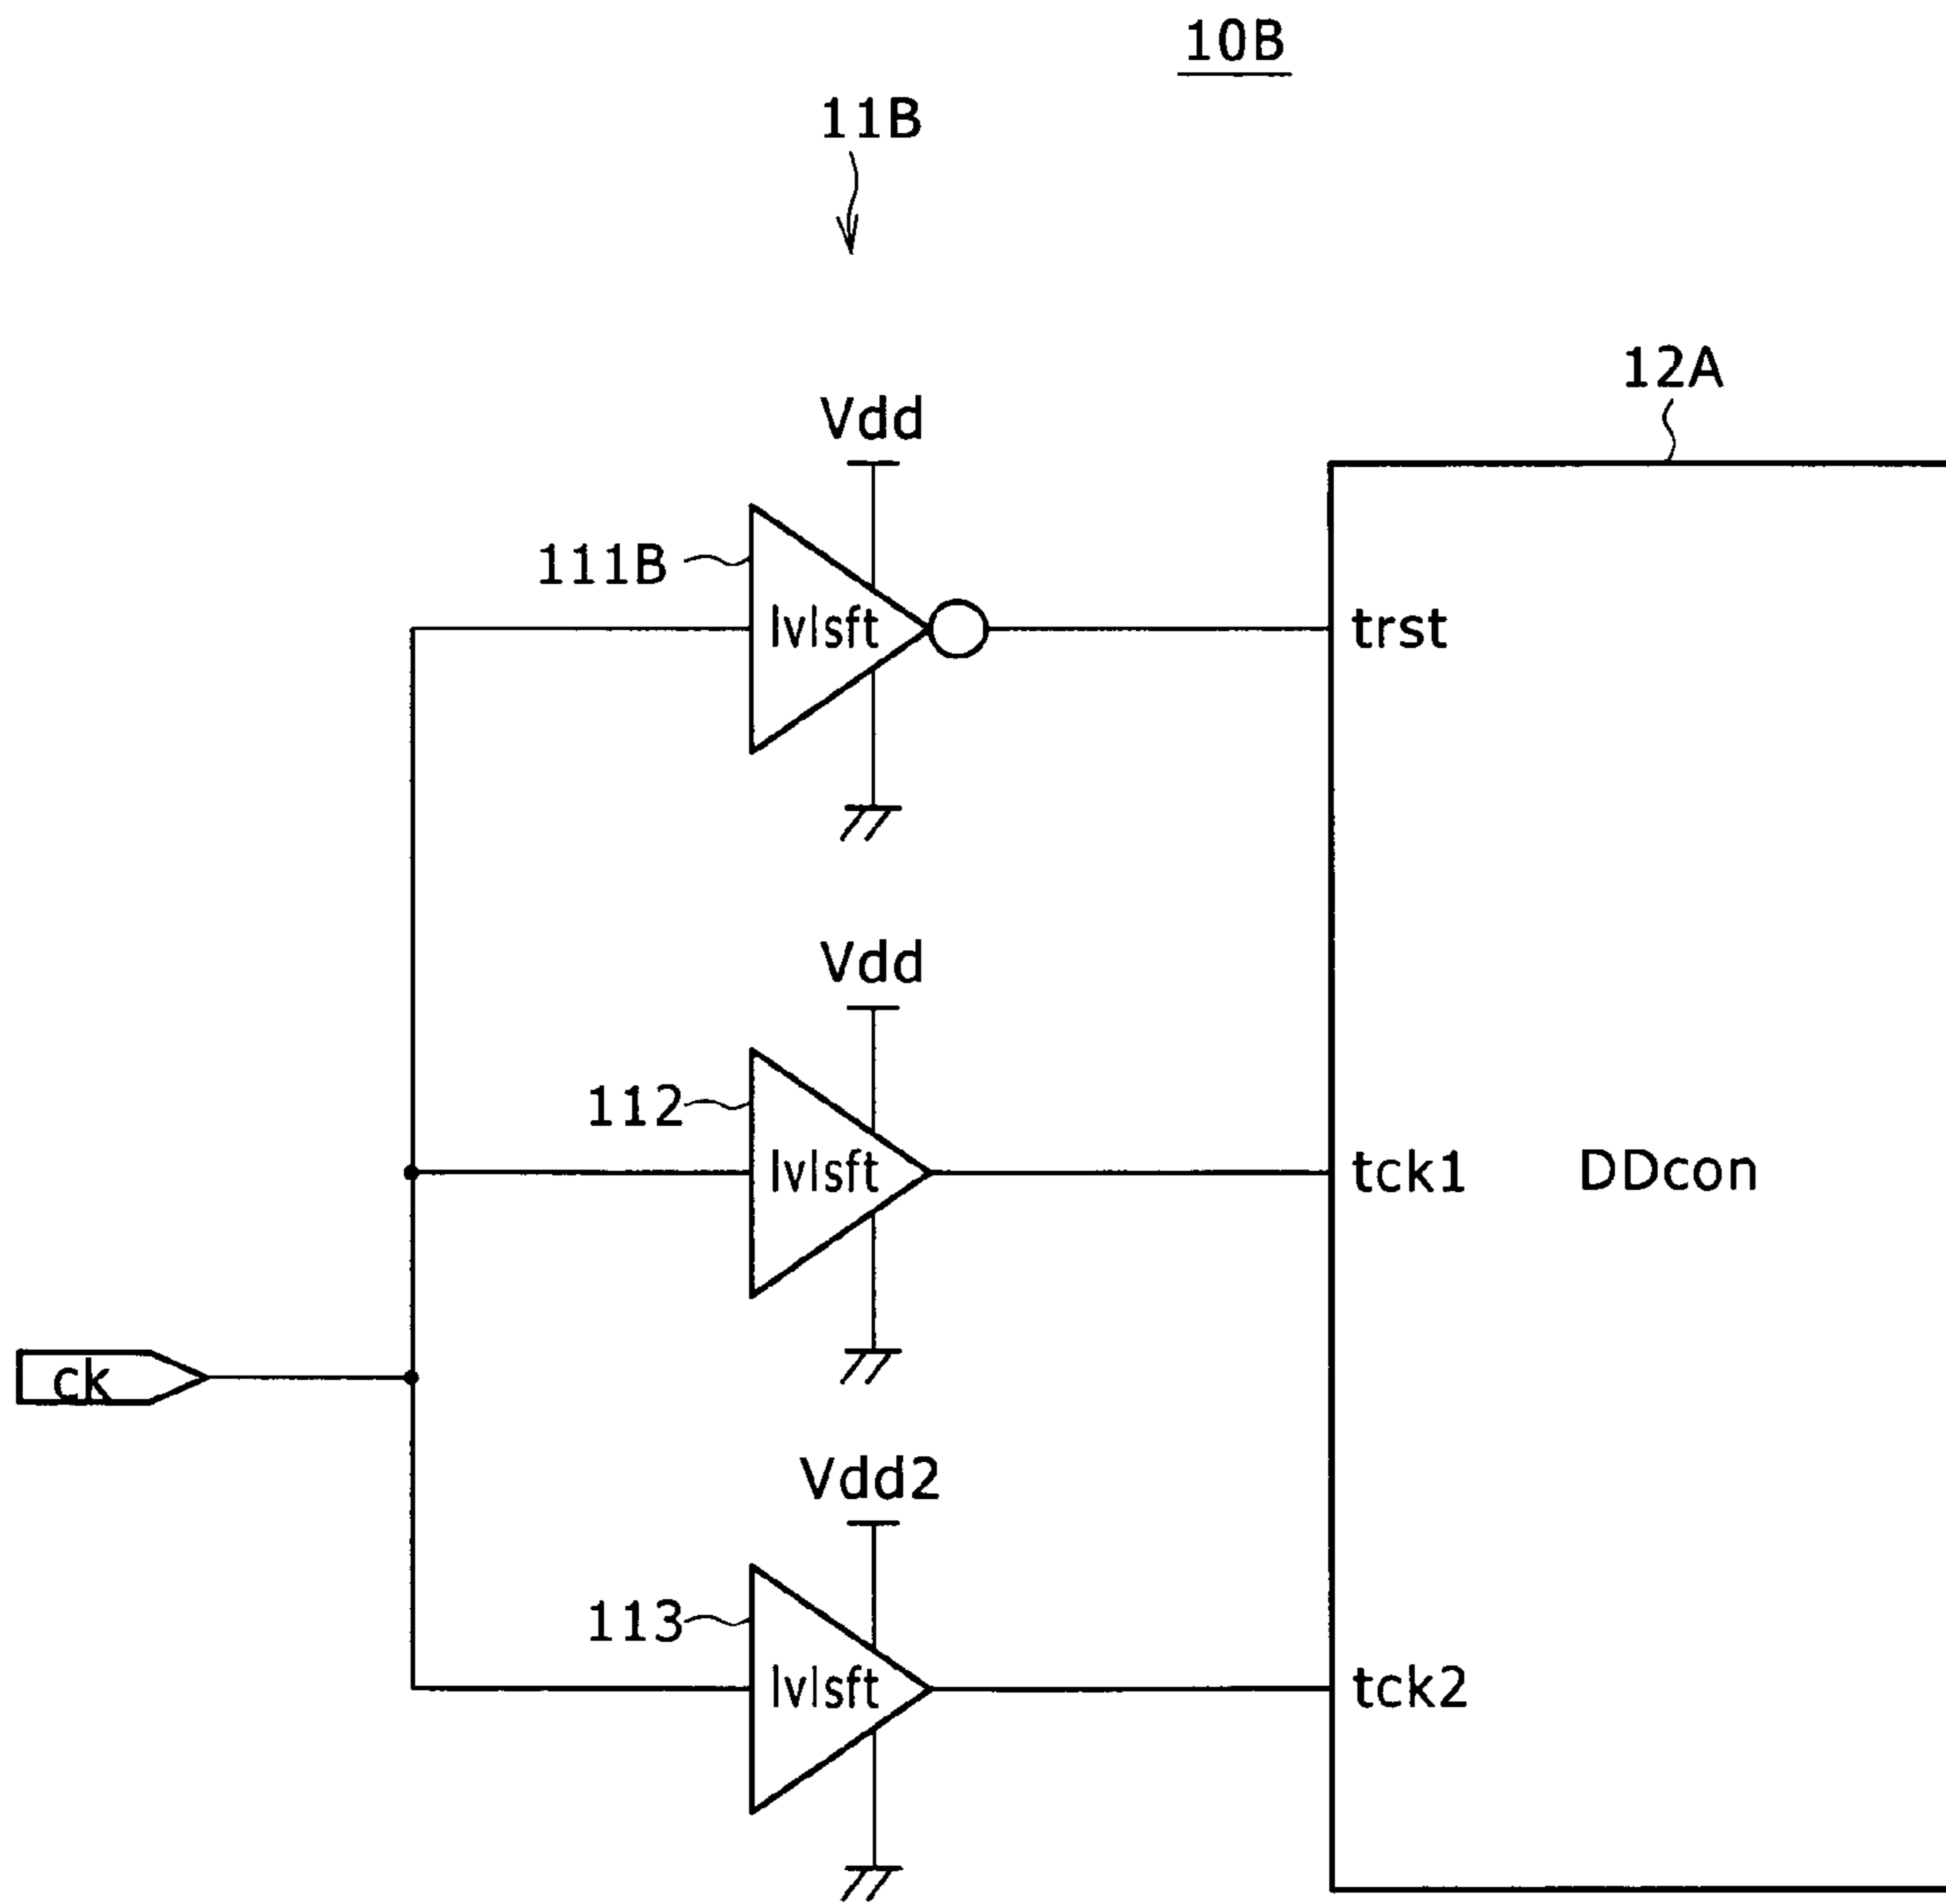 10B
11B
12A
Vdd
111B
lvlsft
trst
Vdd
112
lvlsft
tck1
DDcon
ck
Vdd2
113
lvlsft
tck2